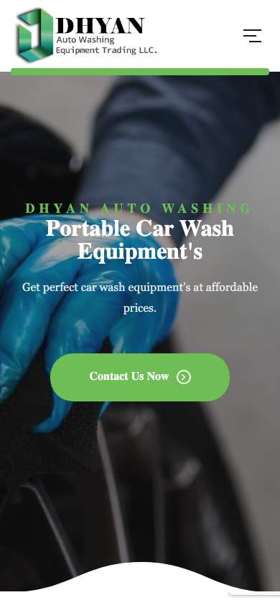 DHYAN
Auto Washing
Equipment Trading LLC.
DHYAN AUTO WASHING
Portable Car Wash
Equipment's
Get perfect car wash equipment's at affordable
prices.
Contact Us Now